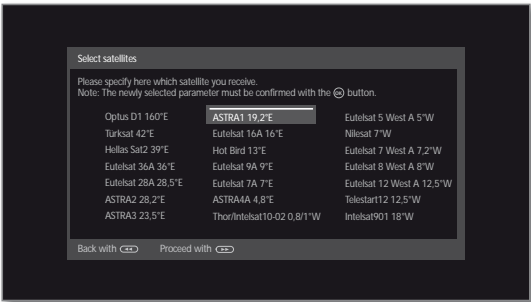 Select satellites
Please specify here which satellite you receive.
Note: The newly selected parameter must be confirmed with the OK button.
Optus D1 160°E
Türksat 42°E
Hellas Sat2 39°E
Eutelsat 36A 36°E
Eutelsat 28A 28,5°E
ASTRA2 28,2°E
ASTRA3 23,5°E
ASTRA1 19,2°E
Eutelsat 16A 16°E
Hot Bird 13°E
Eutelsat 9A 9°E
Eutelsat 7A 7°E
ASTRA4A 4,8°E
Thor/Intelsat10-02 0,8/1°W
Eutelsat 5 West A 5°W
Nilesat 7°W
Eutelsat 7 West A 7,2°W
Eutelsat 8 West A 8°W
Eutelsat 12 West A 12,5°W
Telestart12 12,5°W
Intelsat901 18°W
Back with ◀◀ Proceed with ▶▶